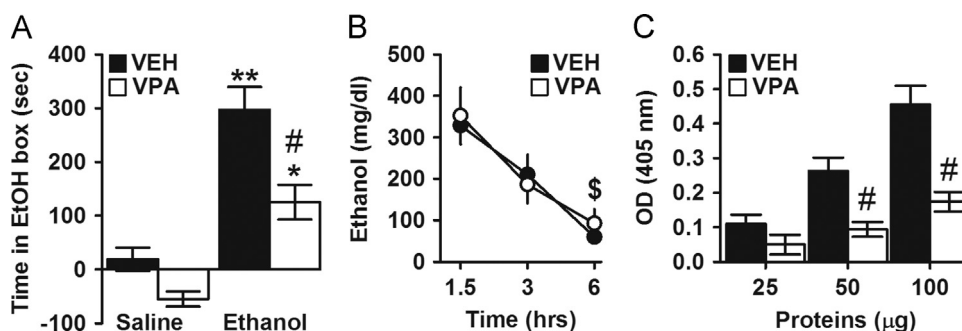 A
Time in EtOH box (sec)
400
300
200
100
0
-100
VEH
VPA
**
#
*
Saline
Ethanol
B
Ethanol (mg/dl)
500
400
300
200
100
0
VEH
VPA
$
1.5
3
6
Time (hrs)
C
OD (405 nm)
0.6
0.5
0.4
0.3
0.2
0.1
0.0
VEH
VPA
#
#
25
50
100
Proteins (μg)